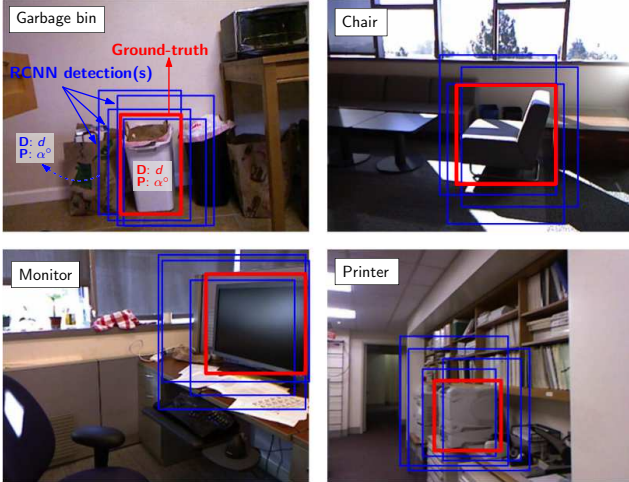 Garbage bin
Ground-truth
RCNN detection(s)
D: d
P: α°
D: d
P: α°
Chair
Monitor
Printer